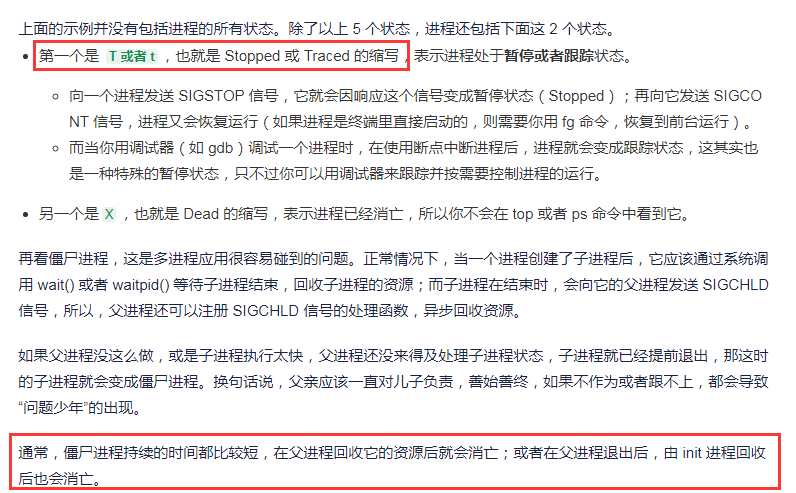 上面的示例并没有包括进程的所有状态。除了以上 5 个状态，进程还包括下面这 2 个状态。
• 第一个是 T 或者 t ，也就是 Stopped 或 Traced 的缩写，表示进程处于暂停或者跟踪状态。
○ 向一个进程发送 SIGSTOP 信号，它就会因响应这个信号变成暂停状态（Stopped）；再向它发送 SIGCO
NT 信号，进程又会恢复运行（如果进程是终端里直接启动的，则需要你用 fg 命令，恢复到前台运行）。
○ 而当你用调试器（如 gdb）调试一个进程时，在使用断点中断进程后，进程就会变成跟踪状态，这其实也
是一种特殊的暂停状态，只不过你可以用调试器来跟踪并按需要控制进程的运行。
• 另一个是 X ，也就是 Dead 的缩写，表示进程已经消亡，所以你不会在 top 或者 ps 命令中看到它。
再看僵尸进程，这是多进程应用很容易碰到的问题。正常情况下，当一个进程创建了子进程后，它应该通过系统调
用 wait() 或者 waitpid() 等待子进程结束，回收子进程的资源；而子进程在结束时，会向它的父进程发送 SIGCHLD
信号，所以，父进程还可以注册 SIGCHLD 信号的处理函数，异步回收资源。
如果父进程没这么做，或是子进程执行太快，父进程还没来得及处理子进程状态，子进程就已经提前退出，那这时
的子进程就会变成僵尸进程。换句话说，父亲应该一直对儿子负责，善始善终，如果不作为或者跟不上，都会导致
“问题少年”的出现。
通常，僵尸进程持续的时间都比较短，在父进程回收它的资源后就会消亡；或者在父进程退出后，由 init 进程回收
后也会消亡。